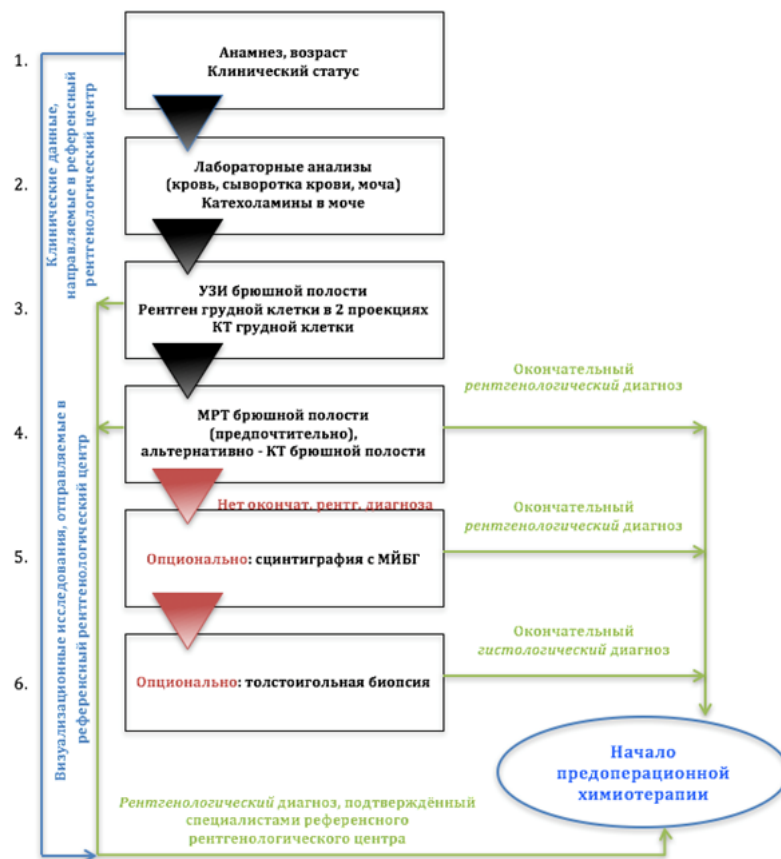 1.
Анамнез, возраст
Клинический статус
Клинические данные,
направляемые в референсный
рентгенологический центр
2.
Лабораторные анализы
(кровь, сыворотка крови, моча)
Катехоламины в моче
3.
УЗИ брюшной полости
Рентген грудной клетки в 2 проекциях
КТ грудной клетки
4.
МРТ брюшной полости
(предпочтительно),
альтернативно - КТ брюшной полости
Окончательный
рентгенологический диагноз
Визуализационные исследования, отправляемые в
референсный рентгенологический центр
Нет окончат. рентг. диагноза
5.
Опционально: сцинтиграфия с МЙБГ
Окончательный
рентгенологический диагноз
6.
Опционально: толстоигольная биопсия
Окончательный
гистологический диагноз
Начало
предоперационной
химиотерапии
Рентгенологический диагноз, подтверждённый
специалистами референсного
рентгенологического центра